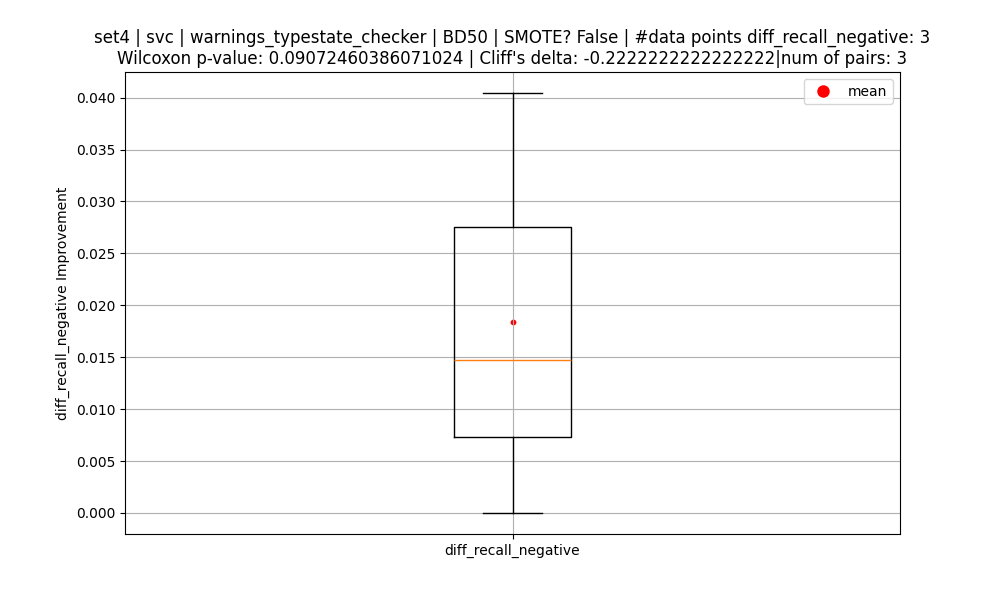 set4 | svc | warnings_typestate_checker | BD50 | SMOTE? False | #data points diff_recall_negative: 3
Wilcoxon p-value: 0.09072460386071024 | Cliff's delta: -0.2222222222222222|num of pairs: 3
mean
0.040
0.035
0.030
0.025
0.020
0.015
0.010
0.005
0.000
diff_recall_negative Improvement
diff_recall_negative